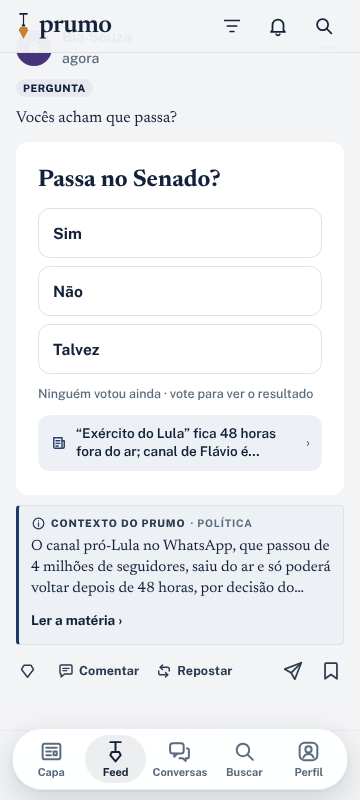 prumo
Bia Souza
agora
PERGUNTA
Vocês acham que passa?
Passa no Senado?
Sim
Não
Talvez
Ninguém votou ainda · vote para ver o resultado
“Exército do Lula” fica 48 horas
fora do ar; canal de Flávio é...
›
CONTEXTO DO PRUMO · POLÍTICA
O canal pró-Lula no WhatsApp, que passou de
4 milhões de seguidores, saiu do ar e só poderá
voltar depois de 48 horas, por decisão do...
Ler a matéria ›
Comentar Repostar
Capa Feed Conversas Buscar Perfil